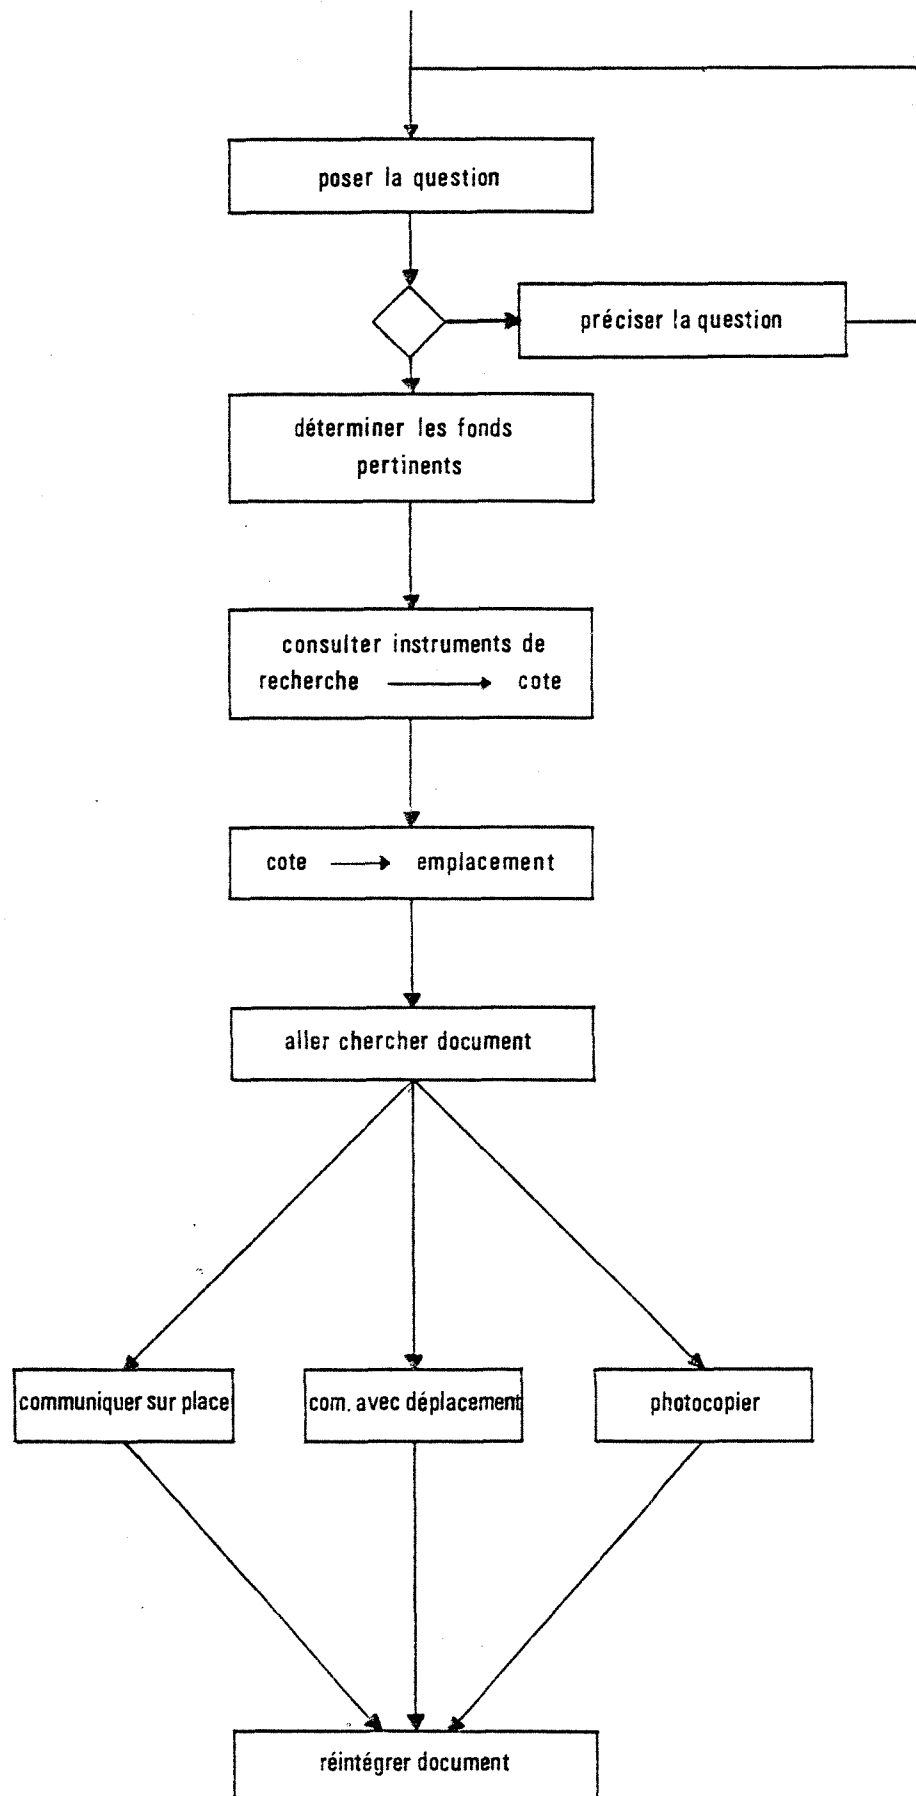 poser la question
préciser la question
déterminer les fonds
pertinents
consulter instruments de
recherche → cote
cote → emplacement
aller chercher document
communiquer sur place
com. avec déplacement
photocopier
réintégrer document